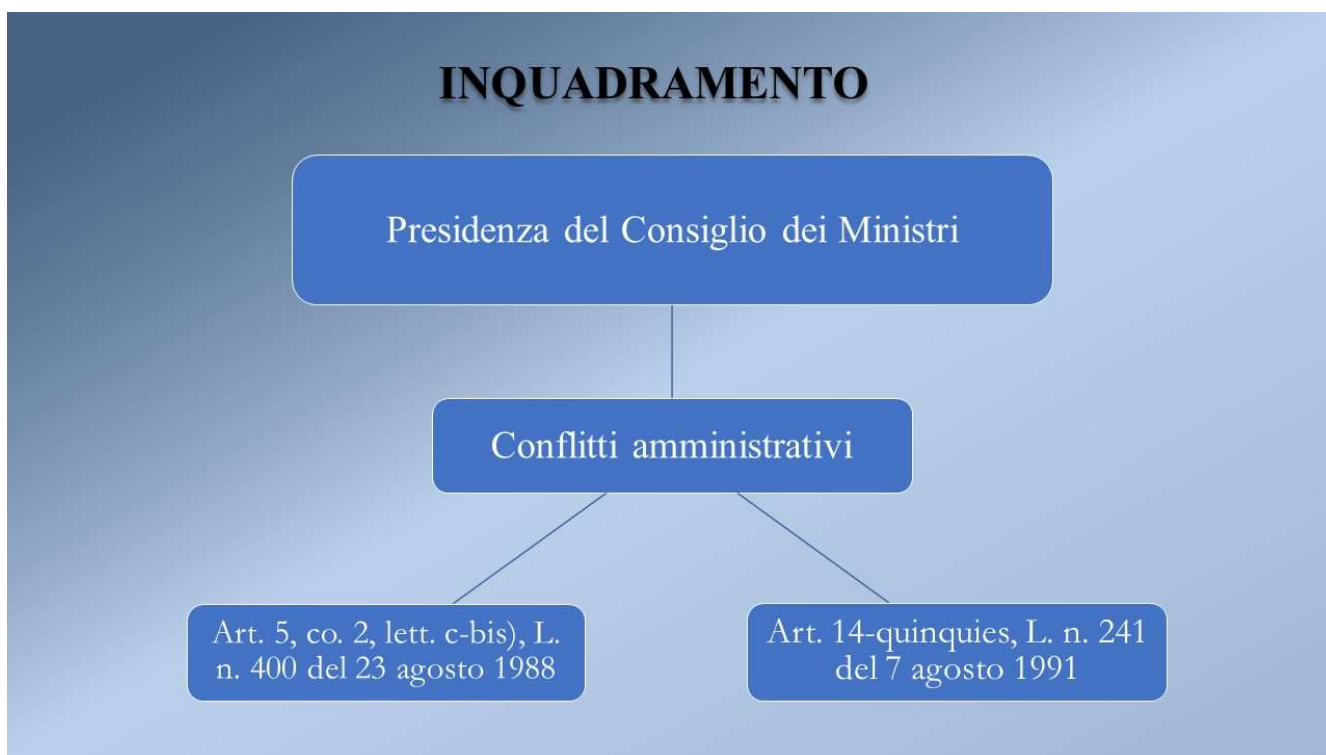 INQUADRAMENTO
Presidenza del Consiglio dei Ministri
Conflitti amministrativi
Art. 5, co. 2, lett. c-bis), L.
n. 400 del 23 agosto 1988
Art. 14-quinquies, L. n. 241
del 7 agosto 1991